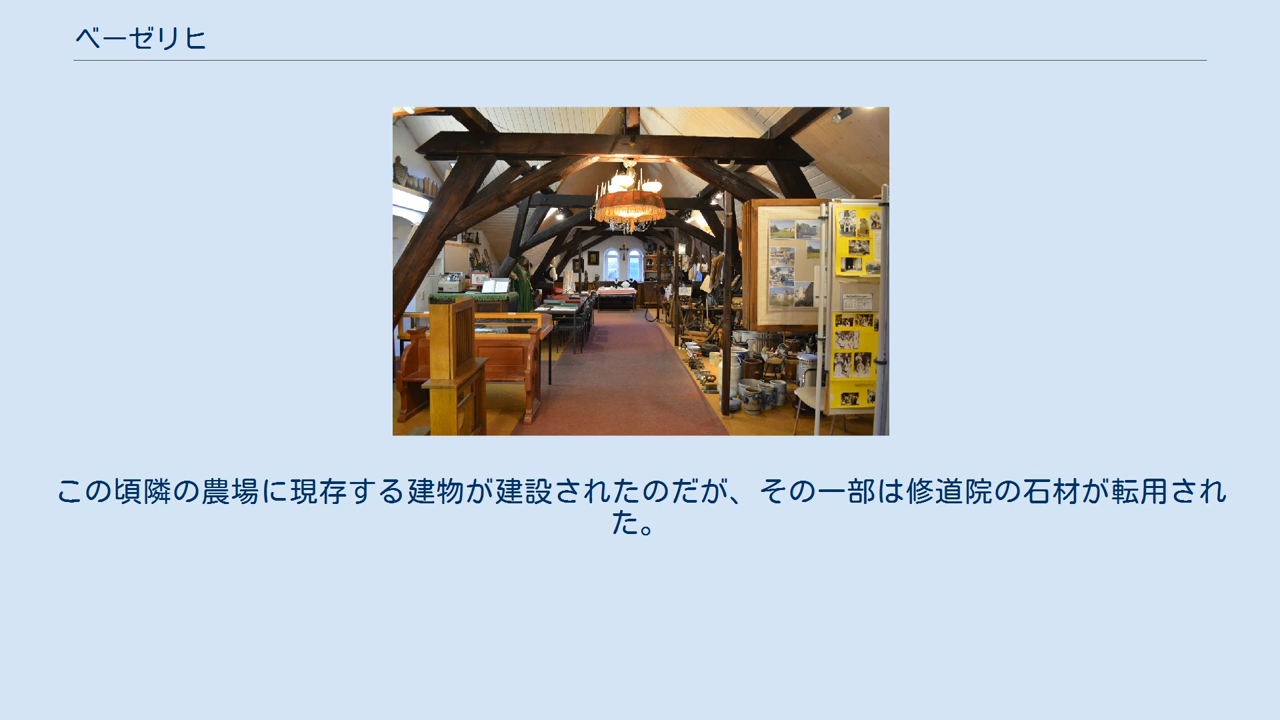 ベーゼリヒ
この頃隣の農場に現存する建物が建設されたのだが、その一部は修道院の石材が転用され
た。